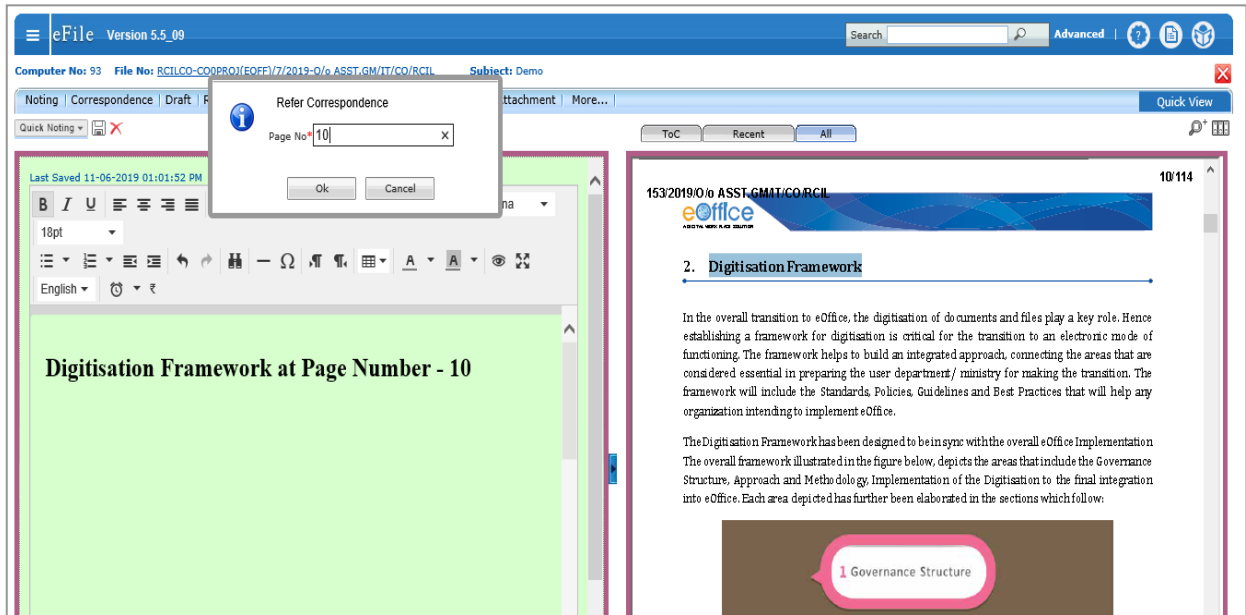 eFile Version 5.5_09
Search
Advanced
Computer No: 93 File No: RCILCO-CO0PROJ(EOFF)/7/2019-O/o ASST.GM/IT/CO/RCIL Subject: Demo
Noting | Correspondence | Draft | R
ttachment | More... |
Quick View
Refer Correspondence
Page No* 10 x
Ok Cancel
Quick Noting
ToC Recent All
Last Saved 11-06-2019 01:01:52 PM
B I U
na
18pt
Ω A A
English ₹
Digitisation Framework at Page Number - 10
10/114
153/2019/O/o ASST.GM/IT/CO/RCIL
eOffice
A DIGITAL WORK PLACE SOLUTION
2. Digitisation Framework
In the overall transition to eOffice, the digitisation of documents and files play a key role. Hence
establishing a framework for digitisation is critical for the transition to an electronic mode of
functioning. The framework helps to build an integrated approach, connecting the areas that are
considered essential in preparing the user department/ ministry for making the transition. The
framework will include the Standards, Policies, Guidelines and Best Practices that will help any
organization intending to implement eOffice.
The Digitisation Framework has been designed to be in sync with the overall eOffice Implementation
The overall framework illustrated in the figure below, depicts the areas that include the Governance
Structure, Approach and Methodology, Implementation of the Digitisation to the final integration
into eOffice. Each area depicted has further been elaborated in the sections which follow:
1 Governance Structure